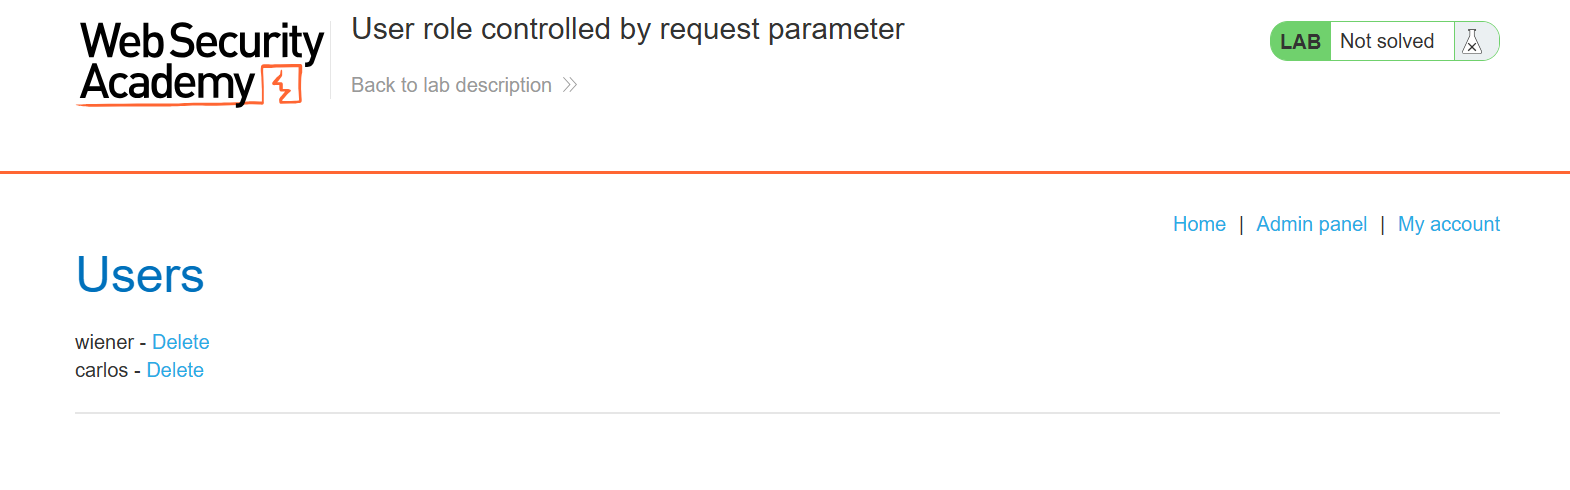 Web Security
Academy
User role controlled by request parameter
Back to lab description
LAB Not solved
Home | Admin panel | My account
Users
wiener - Delete
carlos - Delete